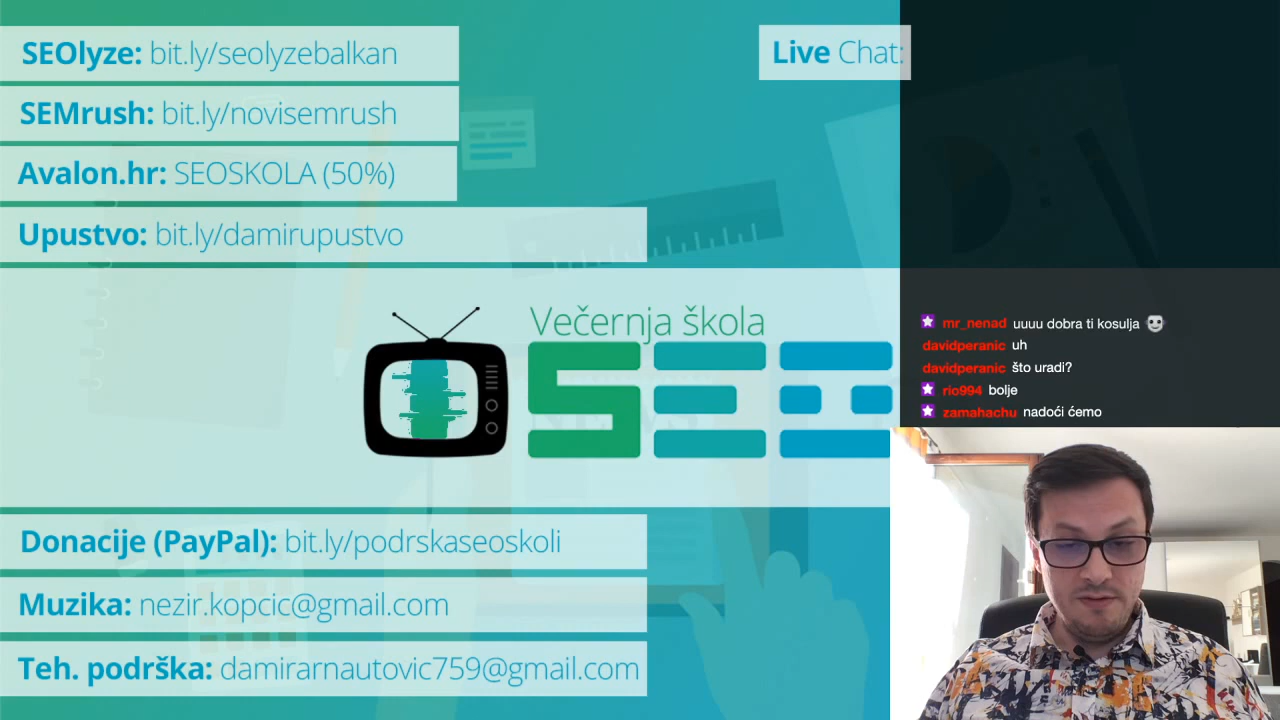 SEOlyze: bit.ly/seolyzebalkan
SEMrush: bit.ly/novisemrush
Avalon.hr: SEOSKOLA (50%)
Upustvo: bit.ly/damirupustvo
Live Chat:
Večernja škola
SEO
mr_nenad uuuu dobra ti kosulja
davidperanic uh
davidperanic što uradi?
rio994 bolje
zamahachu nadoći ćemo
Donacije (PayPal): bit.ly/podrskaseoskoli
Muzika: nezir.kopcic@gmail.com
Teh. podrška: damirarnautovic759@gmail.com